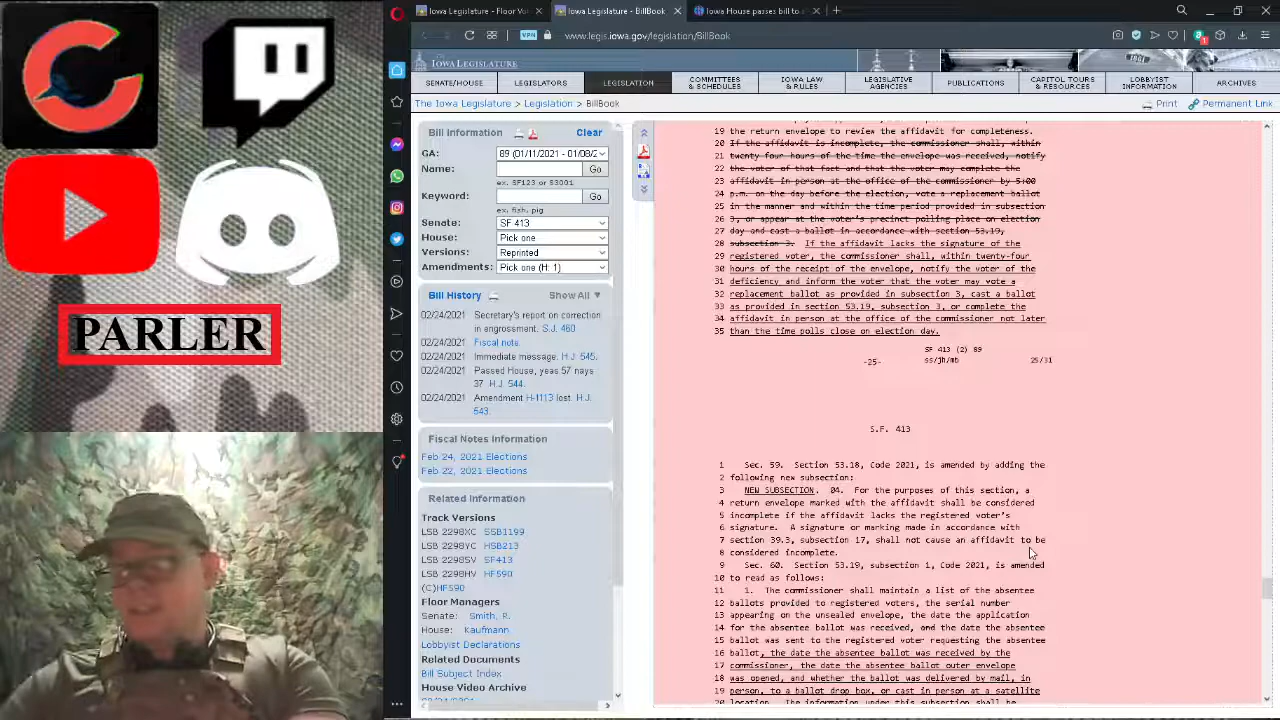 PARLER
Iowa Legislature - Floor Vo
Iowa Legislature - BillBook
Iowa House passes bill to
VPN
www.legis.iowa.gov/legislation/BillBook
IOWA LEGISLATURE
SENATE/HOUSE
LEGISLATORS
LEGISLATION
COMMITTEES & SCHEDULES
IOWA LAW & RULES
LEGISLATIVE AGENCIES
PUBLICATIONS
CAPITOL TOURS & RESOURCES
LOBBYIST INFORMATION
ARCHIVES
The Iowa Legislature > Legislation > BillBook
Print
Permanent Link
Bill Information
Clear
GA: 89 (01/11/2021 - 01/08/2
Name: Go
ex. SF123 or S3001
Keyword: Go
ex. fish, pig
Senate: SF 413
House: Pick one
Versions: Reprinted
Amendments: Pick one (H: 1)
Bill History
Show All ▼
02/24/2021 Secretary's report on correction
in engrossment. S.J. 460
02/24/2021 Fiscal note.
02/24/2021 Immediate message. H.J. 545.
02/24/2021 Passed House, yeas 57 nays
37. H.J. 544.
02/24/2021 Amendment H-1113 lost. H.J.
543.
Fiscal Notes Information
Feb 24, 2021 Elections
Feb 22, 2021 Elections
Related Information
Track Versions
LSB 2298XC SSB1199
LSB 2298YC HSB213
LSB 2298SV SF413
LSB 2298HV HF590
(C)HF590
Floor Managers
Senate: Smith, R.
House: Kaufmann
Lobbyist Declarations
Related Documents
Bill Subject Index
House Video Archive
19 the return envelope to review the affidavit for completeness.
20 If the affidavit is incomplete, the commissioner shall, within
21 twenty-four hours of the time the envelope was received, notify
22 the voter of that fact and that the voter may complete the
23 affidavit in person at the office of the commissioner by 5:00
24 p.m. on the day before the election, vote a replacement ballot
25 in the manner and within the time period provided in subsection
26 3, or appear at the voter's precinct polling place on election
27 day and cast a ballot in accordance with section 53.19,
28 subsection 3. If the affidavit lacks the signature of the
29 registered voter, the commissioner shall, within twenty-four
30 hours of the receipt of the envelope, notify the voter of the
31 deficiency and inform the voter that the voter may vote a
32 replacement ballot as provided in subsection 3, cast a ballot
33 as provided in section 53.19, subsection 3, or complete the
34 affidavit in person at the office of the commissioner not later
35 than the time polls close on election day.
SF 413 (2) 89
-25- ss/jh/mb 25/31
S.F. 413
1 Sec. 59. Section 53.18, Code 2021, is amended by adding the
2 following new subsection:
3 NEW SUBSECTION. 04. For the purposes of this section, a
4 return envelope marked with the affidavit shall be considered
5 incomplete if the affidavit lacks the registered voter's
6 signature. A signature or marking made in accordance with
7 section 39.3, subsection 17, shall not cause an affidavit to be
8 considered incomplete.
9 Sec. 60. Section 53.19, subsection 1, Code 2021, is amended
10 to read as follows:
11 1. The commissioner shall maintain a list of the absentee
12 ballots provided to registered voters, the serial number
13 appearing on the unsealed envelope, the date the application
14 for the absentee ballot was received, and the date the absentee
15 ballot was sent to the registered voter requesting the absentee
16 ballot, the date the absentee ballot was received by the
17 commissioner, the date the absentee ballot outer envelope
18 was opened, and whether the ballot was delivered by mail, in
19 person, to a ballot drop box, or cast in person at a satellite
20 location. The information under this